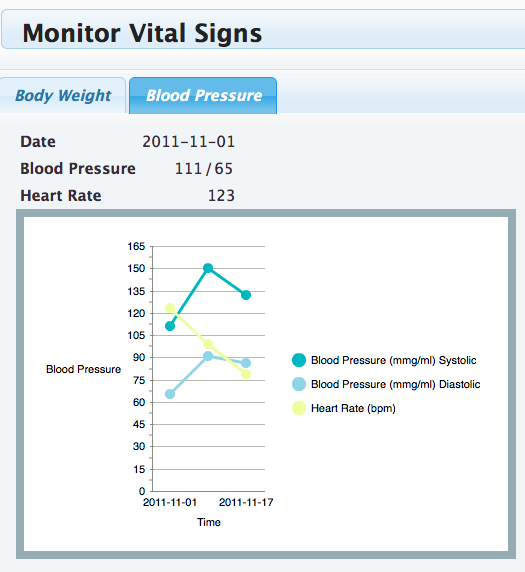 Monitor Vital Signs
Body Weight Blood Pressure
Date 2011-11-01
Blood Pressure 111/65
Heart Rate 123
165
150
135
120
105
90
75
60
45
30
15
0
Blood Pressure
Blood Pressure (mmg/ml) Systolic
Blood Pressure (mmg/ml) Diastolic
Heart Rate (bpm)
2011-11-01 2011-11-17
Time